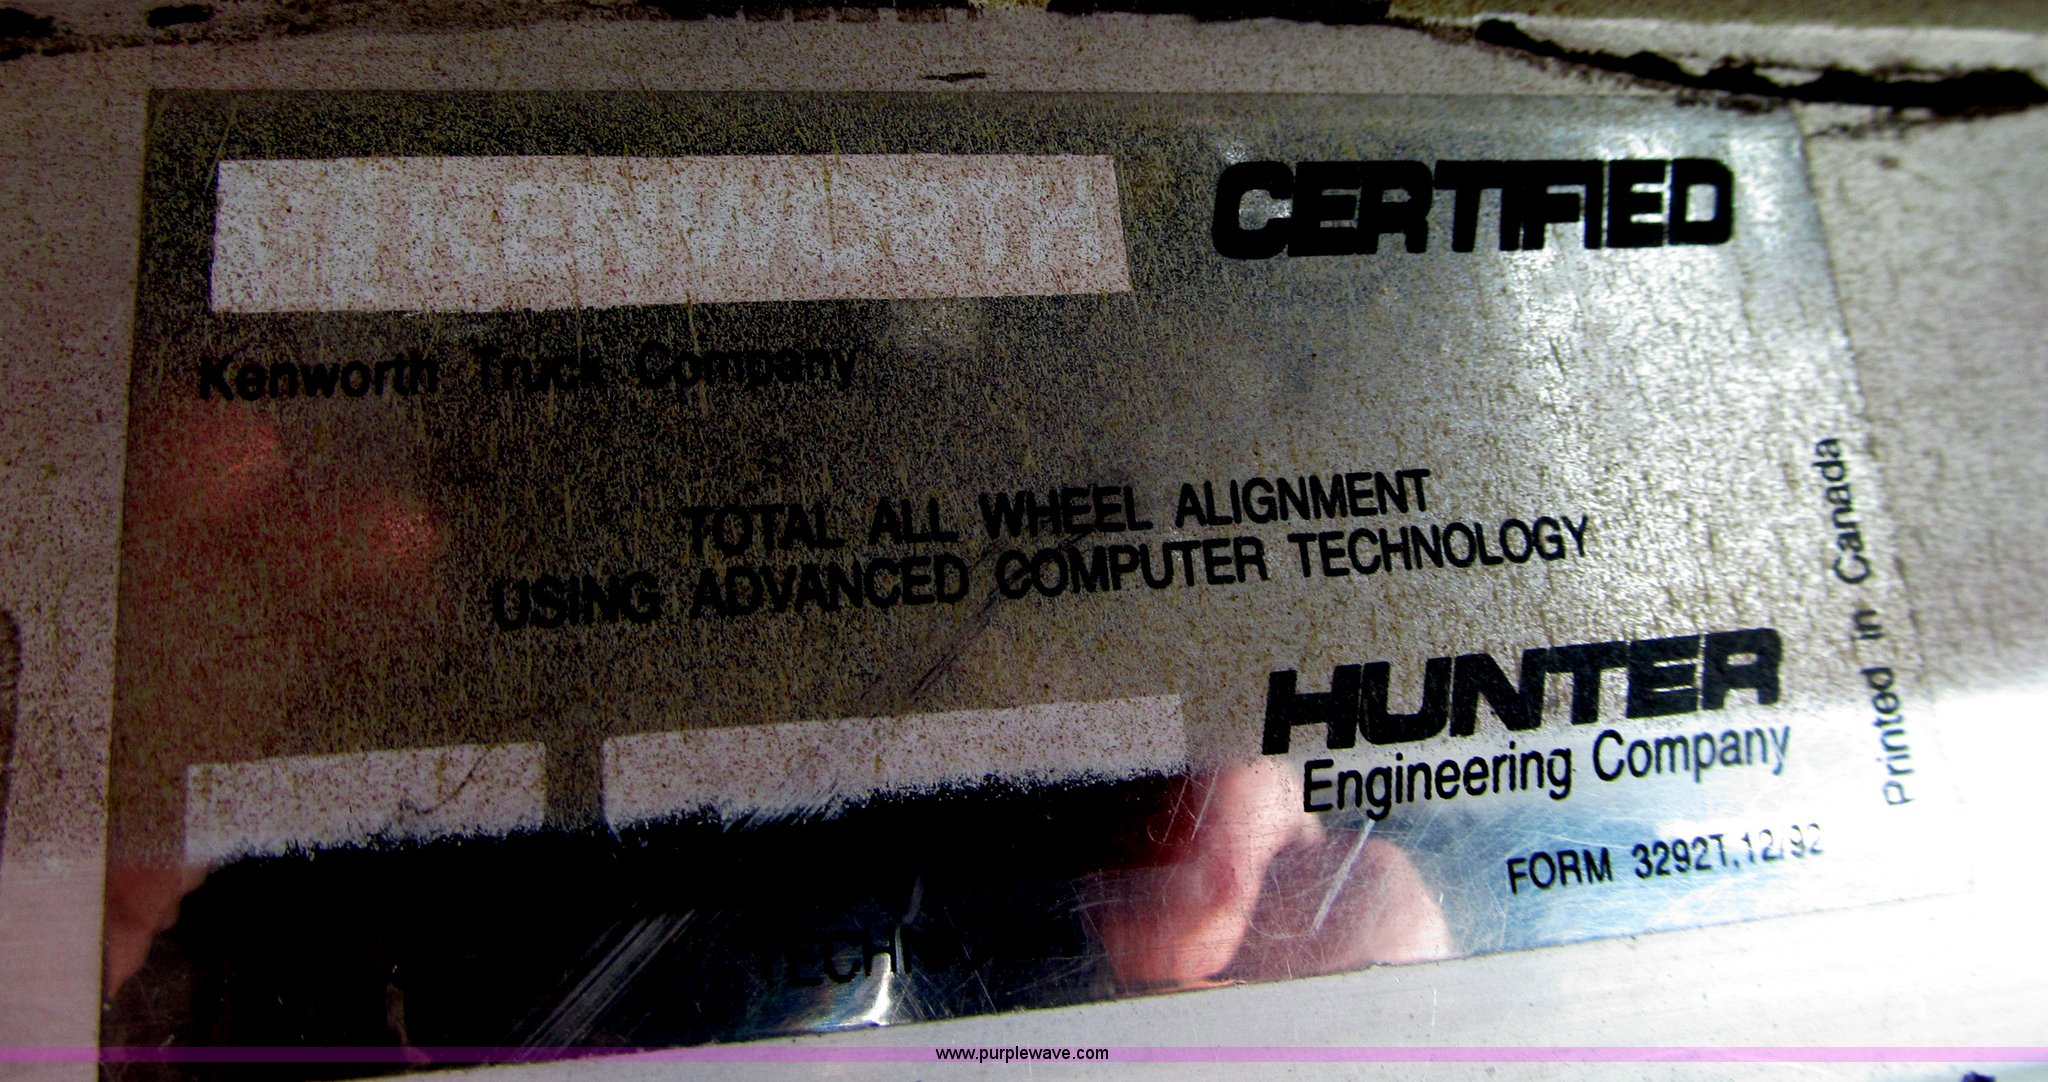 KENWORTH
CERTIFIED
Kenworth Truck Company
TOTAL ALL WHEEL ALIGNMENT
USING ADVANCED COMPUTER TECHNOLOGY
HUNTER
Engineering Company
FORM 3292T,12/92
Printed in Canada
www.purplewave.com